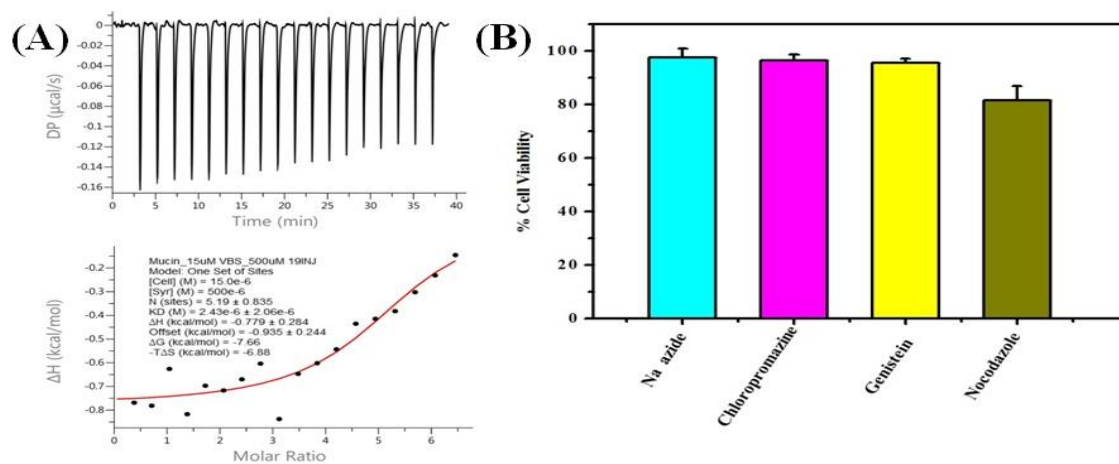 (A)
DP (µcal/s)
0
-0.02
-0.04
-0.06
-0.08
-0.1
-0.12
-0.14
-0.16
0 5 10 15 20 25 30 35 40
Time (min)
ΔH (kcal/mol)
-0.2
-0.3
-0.4
-0.5
-0.6
-0.7
-0.8
Mucin_15uM VBS_500uM 19INJ
Model: One Set of Sites
[Cell] (M) = 15.0e-6
[Syr] (M) = 500e-6
N (sites) = 5.19 ± 0.835
KD (M) = 2.43e-6 ± 2.06e-6
ΔH (kcal/mol) = -0.779 ± 0.284
Offset (kcal/mol) = -0.935 ± 0.244
ΔG (kcal/mol) = -7.66
-TΔS (kcal/mol) = -6.88
0 1 2 3 4 5 6
Molar Ratio
(B)
% Cell Viability
100
80
60
40
20
0
Na azide
Chloropromazine
Genistein
Nocodazole